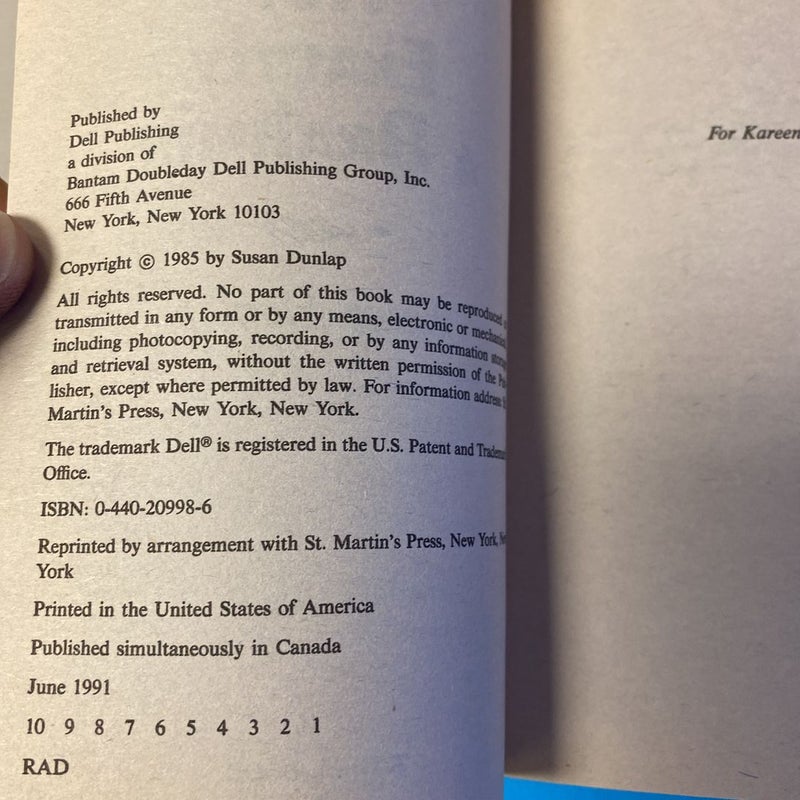 Published by
Dell Publishing
a division of
Bantam Doubleday Dell Publishing Group, Inc.
666 Fifth Avenue
New York, New York 10103
Copyright © 1985 by Susan Dunlap
All rights reserved. No part of this book may be reproduced
transmitted in any form or by any means, electronic or
including photocopying, recording, or by any information
and retrieval system, without the written permission of the
lisher, except where permitted by law. For information address
Martin's Press, New York, New York.
The trademark Dell® is registered in the U.S. Patent and
Office.
ISBN: 0-440-20998-6
Reprinted by arrangement with St. Martin's Press, New York,
York
Printed in the United States of America
Published simultaneously in Canada
June 1991
10 9 8 7 6 5 4 3 2 1
RAD
For Kareen